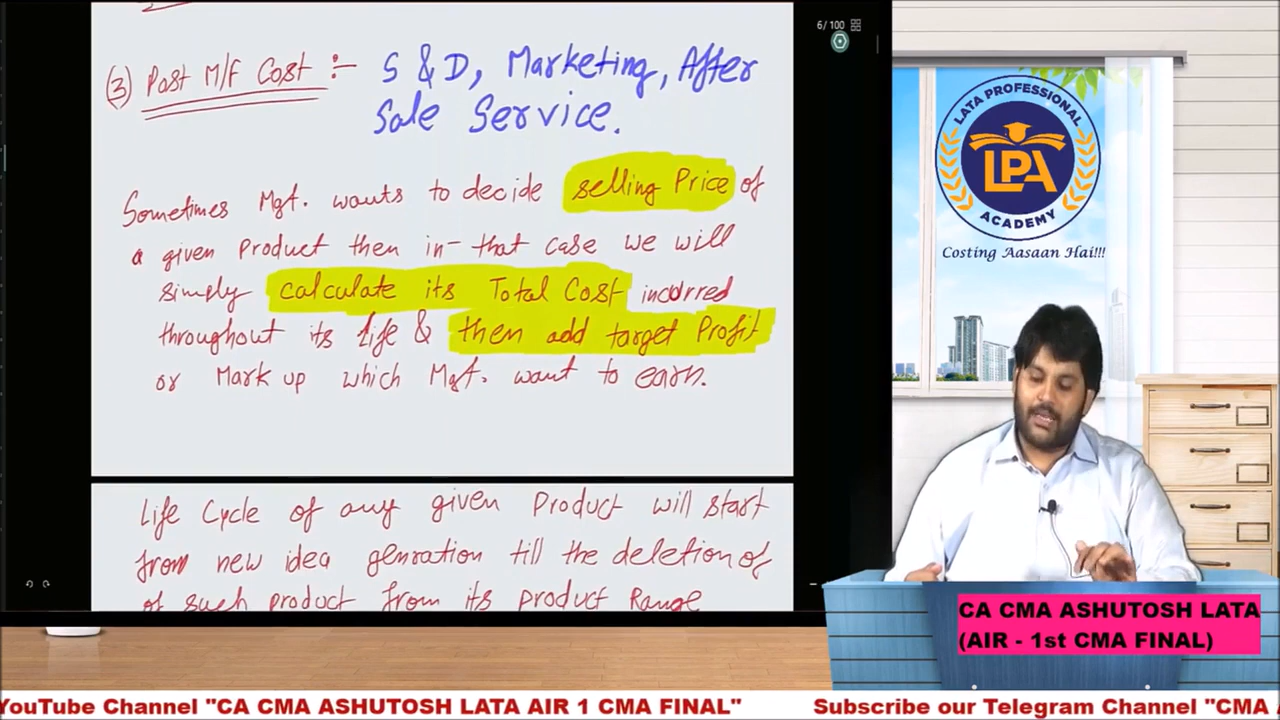 6/100
(3) Post M/F Cost :- S & D, Marketing, After
Sale Service.
Sometimes Mgt. wants to decide selling Price of
a given product then in that case we will
simply calculate its Total Cost incurred
throughout its life & then add target Profit
or Mark up which Mgt. want to earn.
Life Cycle of any given Product will start
from new idea genration till the deletion of
of such product from its product Range
LATA PROFESSIONAL
LPA
ACADEMY
Costing Aasaan Hai!!!
CA CMA ASHUTOSH LATA
(AIR - 1st CMA FINAL)
YouTube Channel "CA CMA ASHUTOSH LATA AIR 1 CMA FINAL" Subscribe our Telegram Channel "CMA